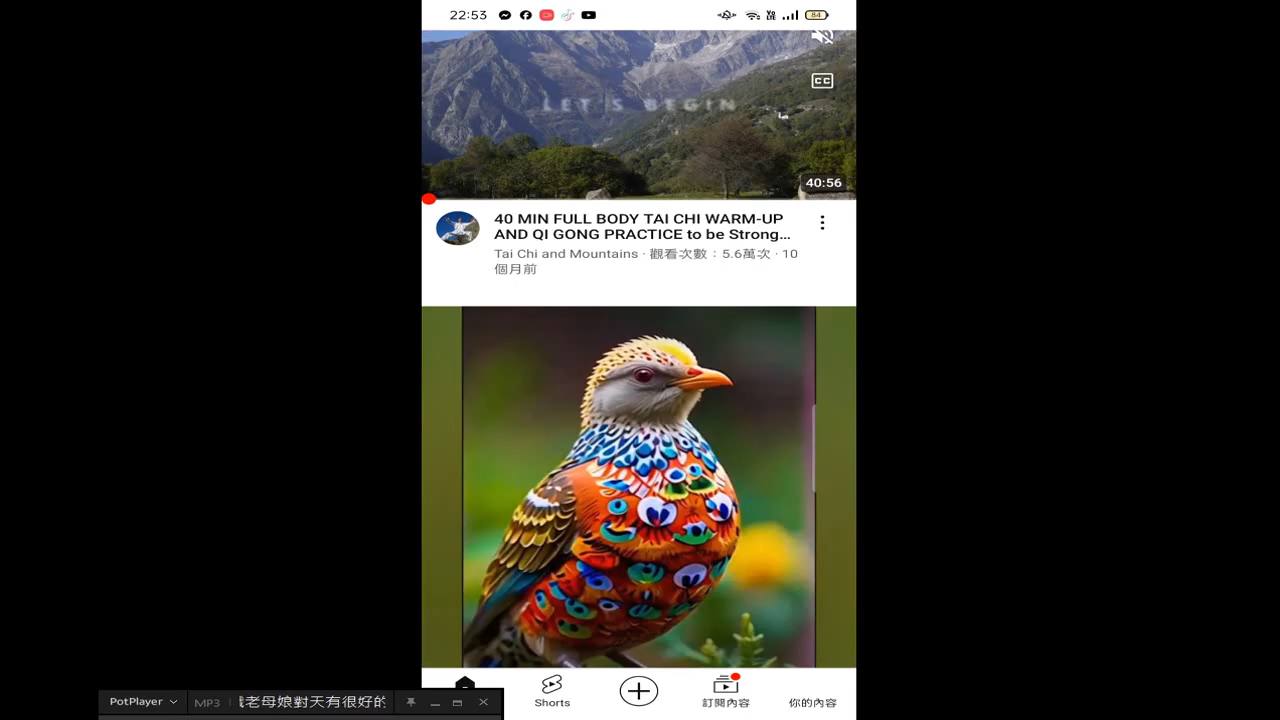 22:53
84
LET'S BEGIN
CC
40:56
40 MIN FULL BODY TAI CHI WARM-UP
AND QI GONG PRACTICE to be Strong...
Tai Chi and Mountains · 觀看次數：5.6萬次 · 10
個月前
Shorts
訂閱內容
你的內容
PotPlayer
MP3
老母娘對天有很好的